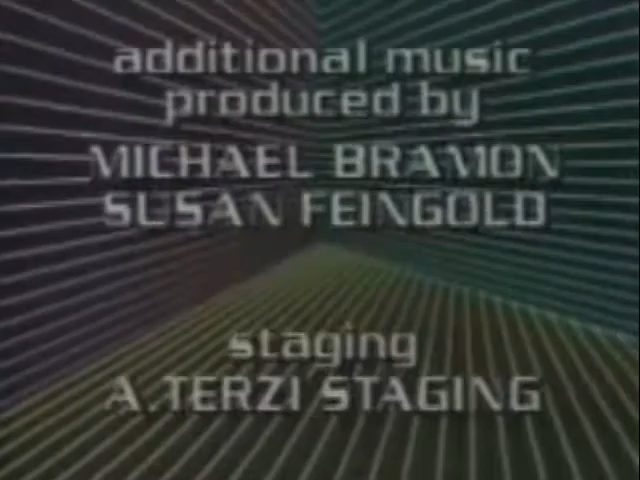 additional music
produced by
MICHAEL BRAMON
SUSAN FEINGOLD
staging
A.TERZI STAGING